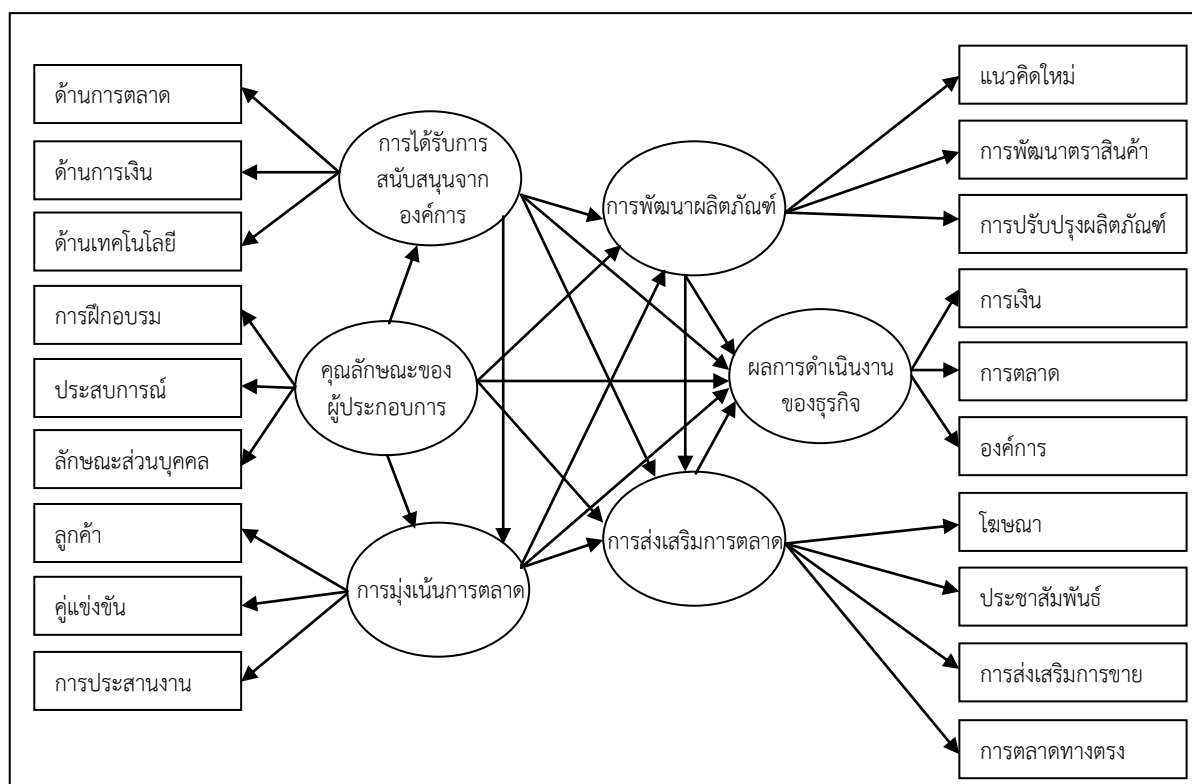 ด้านการตลาด
ด้านการเงิน
ด้านเทคโนโลยี
การฝึกอบรม
ประสบการณ์
ลักษณะส่วนบุคคล
ลูกค้า
คู่แข่งขัน
การประสานงาน
การได้รับการ
สนับสนุนจาก
องค์การ
คุณลักษณะของ
ผู้ประกอบการ
การมุ่งเน้นการตลาด
การพัฒนาผลิตภัณฑ์
ผลการดำเนินงาน
ของธุรกิจ
การส่งเสริมการตลาด
แนวคิดใหม่
การพัฒนาตราสินค้า
การปรับปรุงผลิตภัณฑ์
การเงิน
การตลาด
องค์การ
โฆษณา
ประชาสัมพันธ์
การส่งเสริมการขาย
การตลาดทางตรง